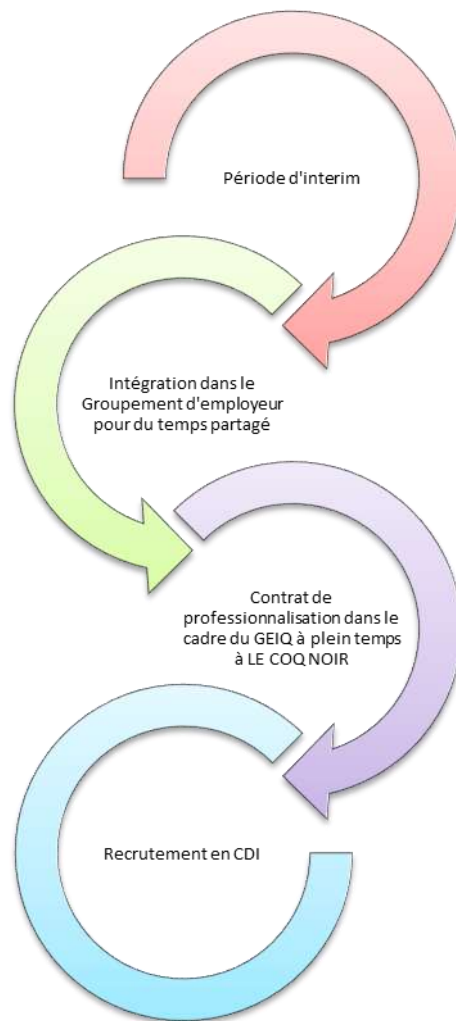 Période d'interim
Intégration dans le
Groupement d'employeur
pour du temps partagé
Contrat de
professionnalisation dans le
cadre du GEIQ à plein temps
à LE COQ NOIR
Recrutement en CDI